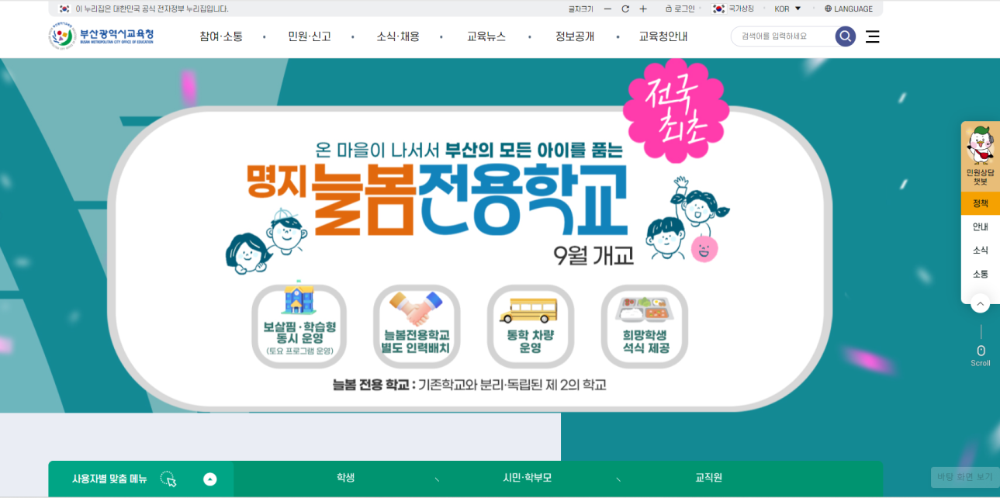 이 누리집은 대한민국 공식 전자정부 누리집입니다.
글자크기
로그인
국가상징
KOR
LANGUAGE
부산광역시교육청
BUSAN METROPOLITAN CITY OFFICE OF EDUCATION
참여·소통
민원·신고
소식·채용
교육뉴스
정보공개
교육청안내
검색어를 입력하세요
전국
최초
온 마을이 나서서 부산의 모든 아이를 품는
명지늘봄전용학교
9월 개교
보살핌·학습형
동시 운영
(토요 프로그램 운영)
늘봄전용학교
별도 인력배치
통학 차량
운영
희망학생
석식 제공
늘봄 전용 학교 : 기존학교와 분리·독립된 제 2의 학교
민원상담
챗봇
정책
안내
소식
소통
Scroll
사용자별 맞춤 메뉴
학생
시민·학부모
교직원
바탕 화면 보기